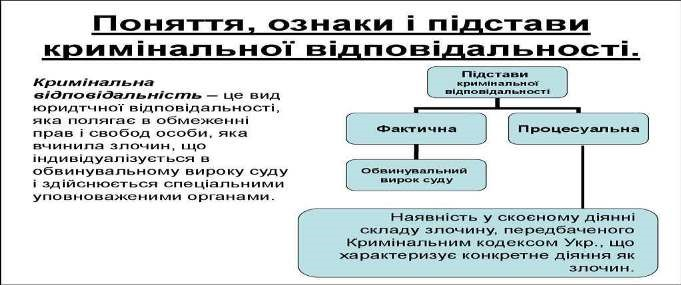 Поняття, ознаки і підстави
кримінальної відповідальності.
Кримінальна
відповідальність – це вид
юридтчної відповідальності,
яка полягає в обмеженні
прав і свобод особи, яка
вчинила злочин, що
індивідуалізується в
обвинувальному вироку суду
і здійснюється спеціальними
уповноваженими органами.
Підстави
кримінальної
відповідальності
Фактична
Процесуальна
Обвинувальний
вирок суду
Наявність у скоєному діянні
складу злочину, передбаченого
Кримінальним кодексом Укр., що
характеризує конкретне діяння як
злочин.